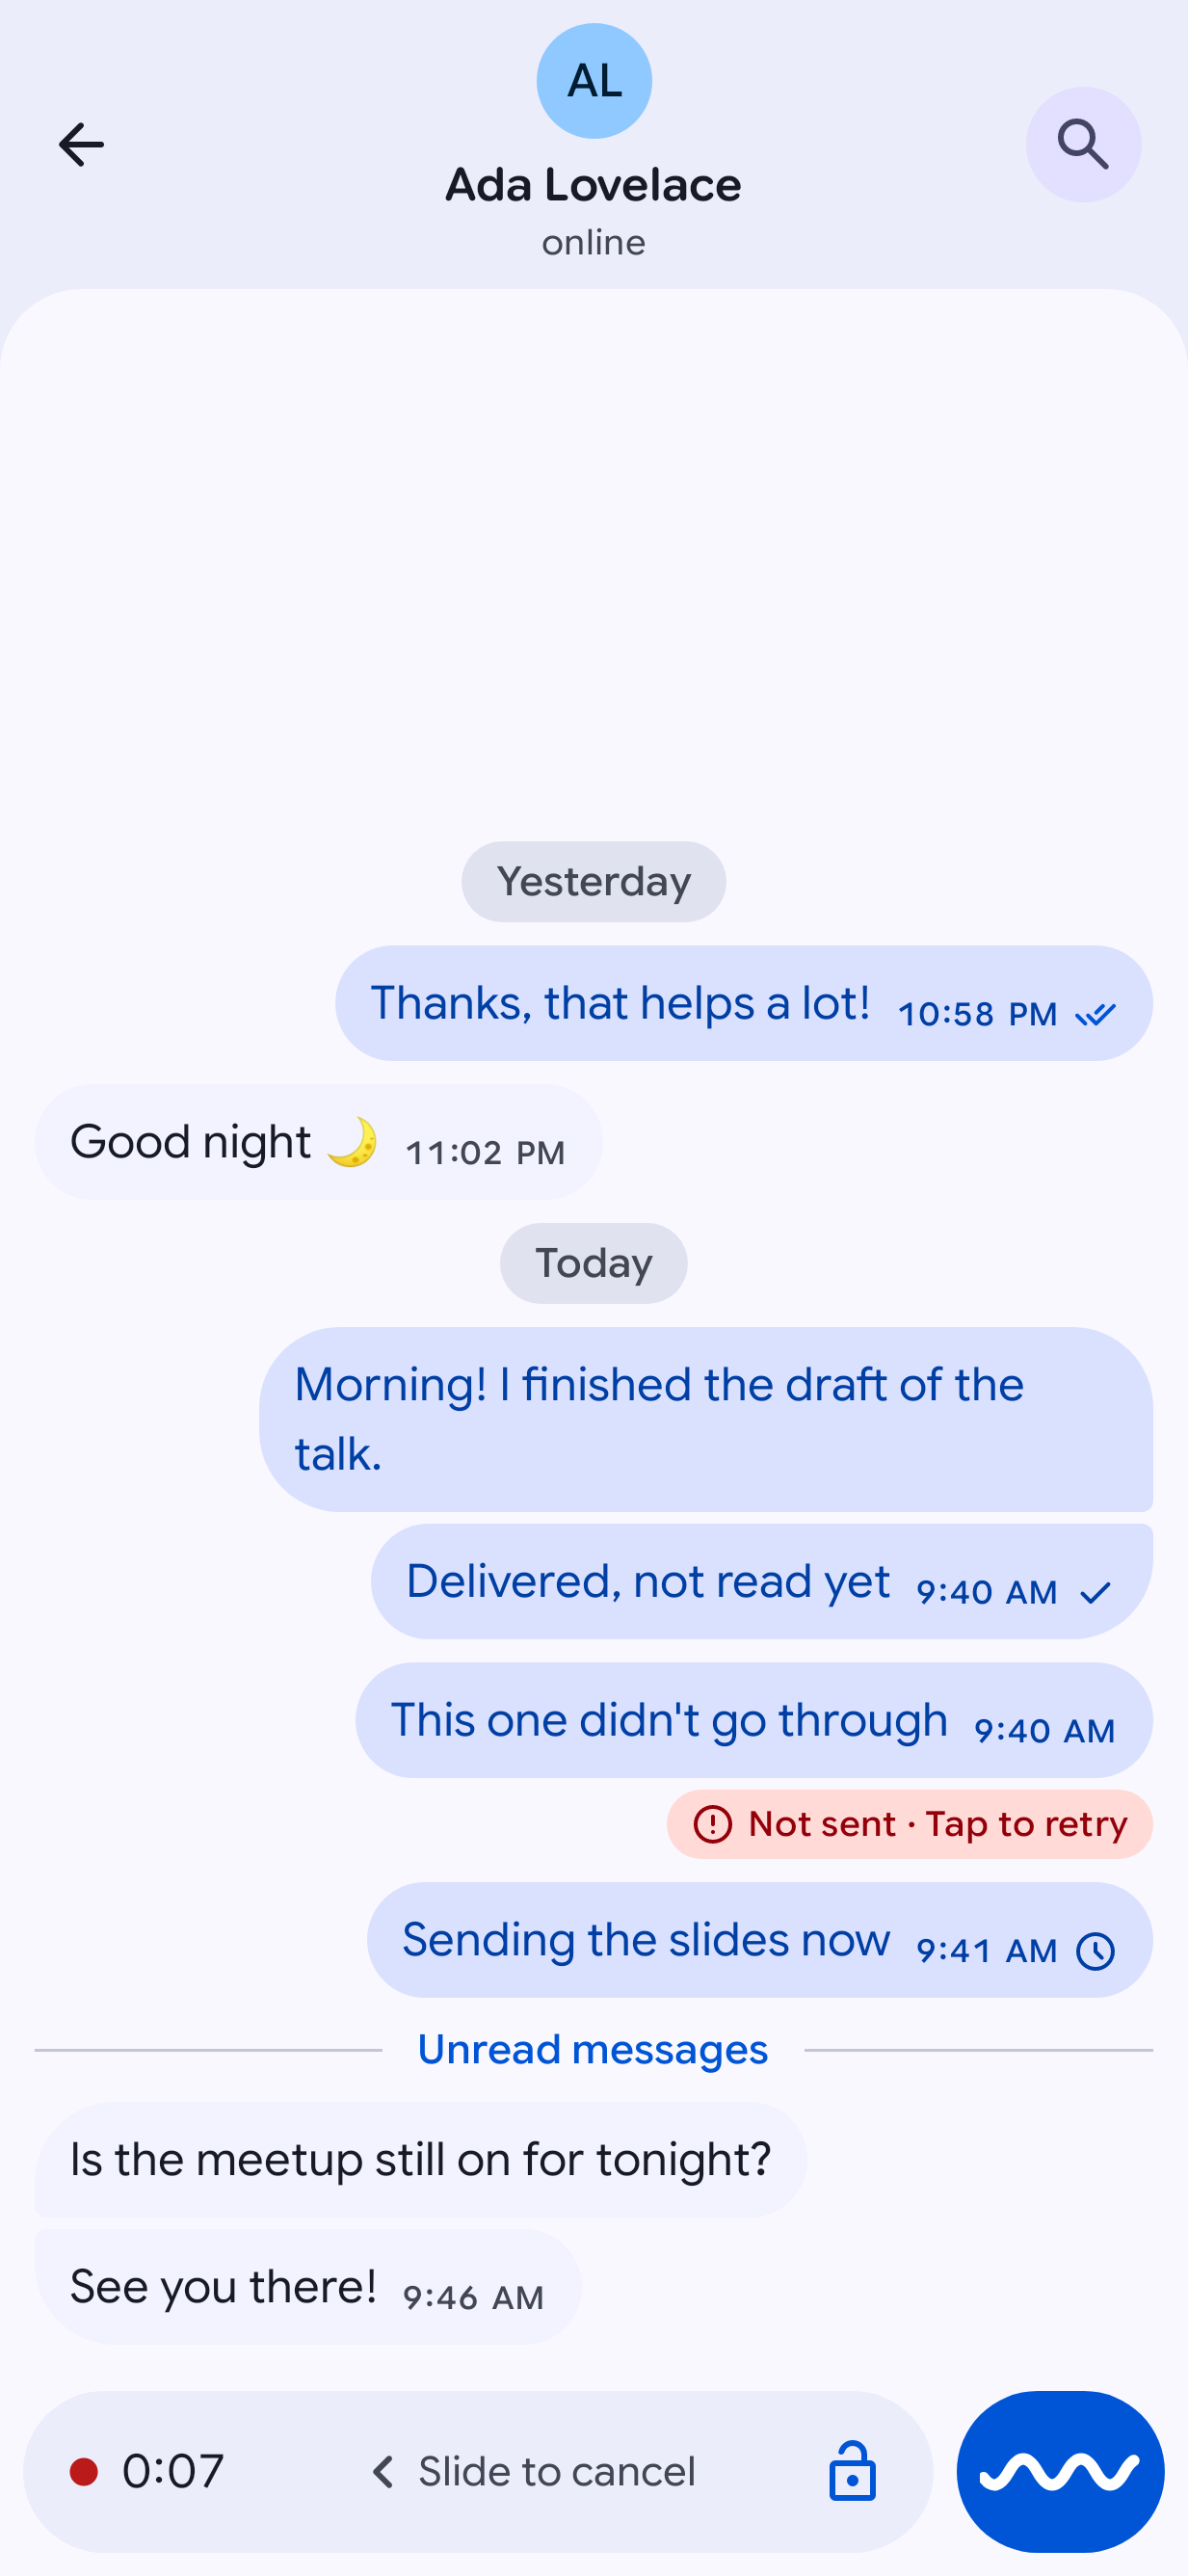 AL
Ada Lovelace
online
Yesterday
Thanks, that helps a lot! 10:58 PM
Good night 🌙 11:02 PM
Today
Morning! I finished the draft of the
talk.
Delivered, not read yet 9:40 AM
This one didn't go through 9:40 AM
Not sent · Tap to retry
Sending the slides now 9:41 AM
Unread messages
Is the meetup still on for tonight?
See you there! 9:46 AM
0:07 Slide to cancel